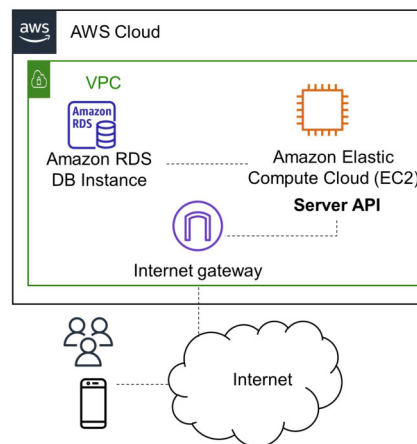 aws
AWS Cloud
VPC
Amazon
RDS
Amazon RDS
DB Instance
Amazon Elastic
Compute Cloud (EC2)
Server API
Internet gateway
Internet